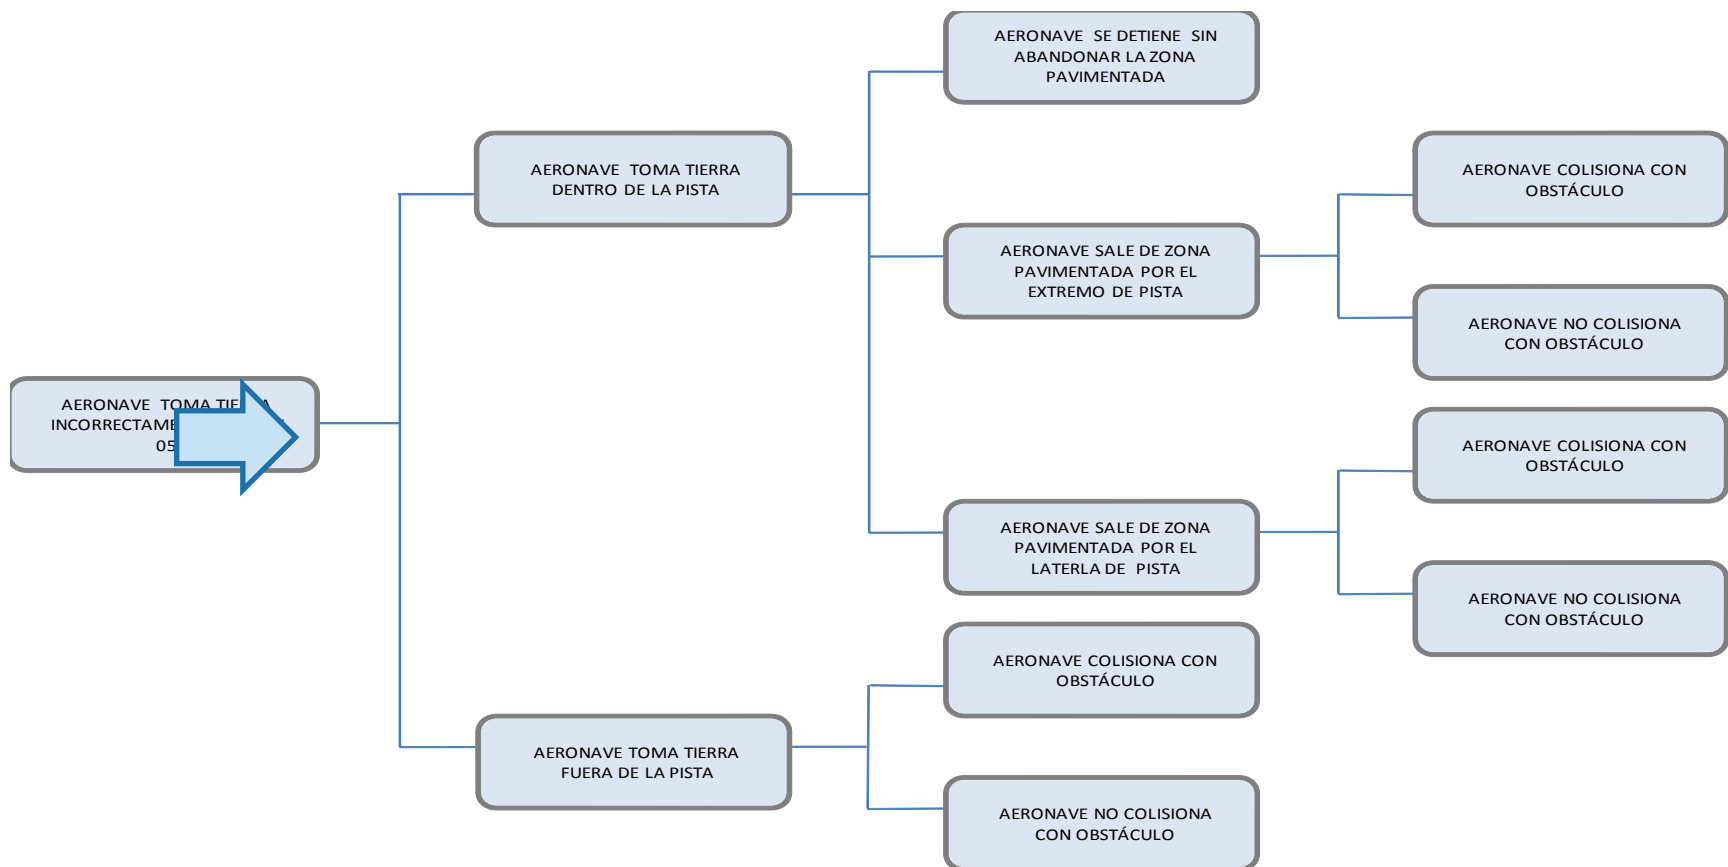 AERONAVE SE DETIENE SIN
ABANDONAR LA ZONA
PAVIMENTADA
AERONAVE TOMA TIERRA
DENTRO DE LA PISTA
AERONAVE COLISIONA CON
OBSTÁCULO
AERONAVE SALE DE ZONA
PAVIMENTADA POR EL
EXTREMO DE PISTA
AERONAVE NO COLISIONA
CON OBSTÁCULO
AERONAVE TOMA
05
AERONAVE COLISIONA CON
OBSTÁCULO
AERONAVE SALE DE ZONA
PAVIMENTADA POR EL
LATERLA DE PISTA
AERONAVE NO COLISIONA
CON OBSTÁCULO
AERONAVE COLISIONA CON
OBSTÁCULO
AERONAVE TOMA TIERRA
FUERA DE LA PISTA
AERONAVE NO COLISIONA
CON OBSTÁCULO